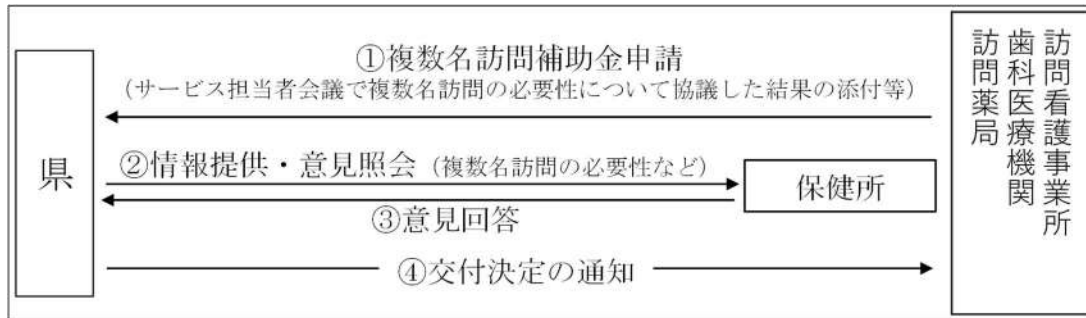 ①複数名訪問補助金申請
（サービス担当者会議で複数名訪問の必要性について協議した結果の添付等）
県
②情報提供・意見照会（複数名訪問の必要性など）
保健所
③意見回答
④交付決定の通知
訪問看護事業所
歯科医療機関
訪問薬局